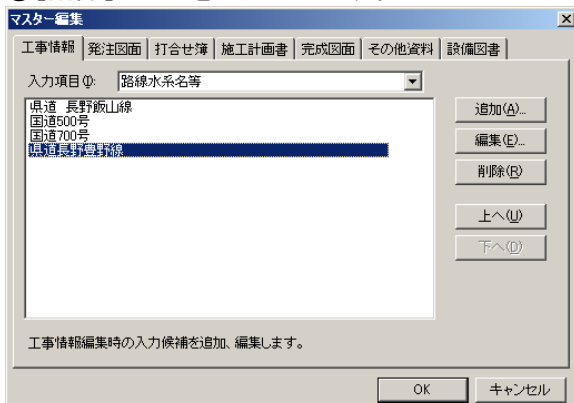 マスター編集
工事情報 発注図面 打合せ簿 施工計画書 完成図面 その他資料 設備図書
入力項目(I): 路線水系名等
県道 長野飯山線
国道500号
国道700号
県道長野豊野線
追加(A)...
編集(E)...
削除(R)
上へ(U)
下へ(D)
工事情報編集時の入力候補を追加、編集します。
OK キャンセル